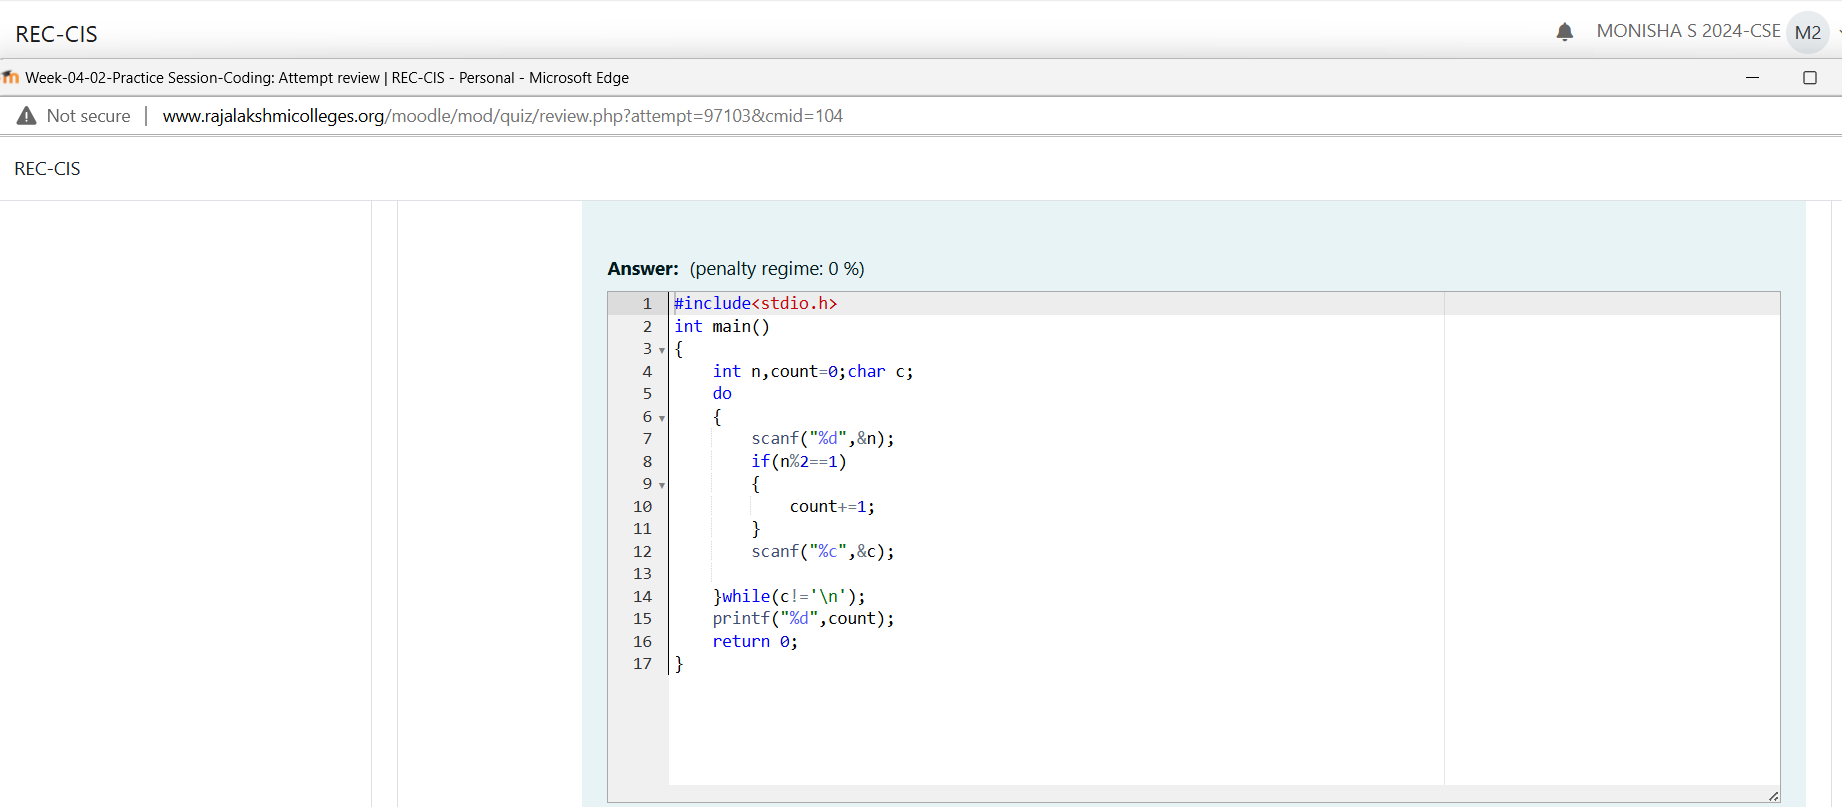 REC-CIS
MONISHA S 2024-CSE M2
Week-04-02-Practice Session-Coding: Attempt review | REC-CIS - Personal - Microsoft Edge
Not secure | www.rajalakshmicolleges.org/moodle/mod/quiz/review.php?attempt=97103&cmid=104
REC-CIS
Answer: (penalty regime: 0 %)
1 #include<stdio.h>
2 int main()
3 {
4     int n,count=0;char c;
5     do
6     {
7         scanf("%d",&n);
8         if(n%2==1)
9         {
10             count+=1;
11         }
12         scanf("%c",&c);
13
14     }while(c!='\n');
15     printf("%d",count);
16     return 0;
17 }